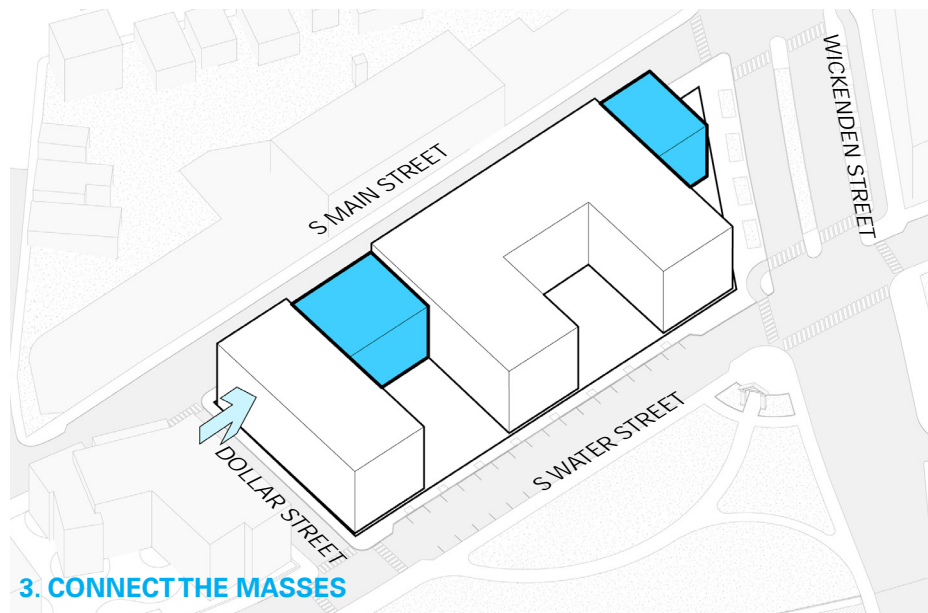 WICKENDEN STREET
S MAIN STREET
S WATER STREET
DOLLAR STREET
3. CONNECT THE MASSES